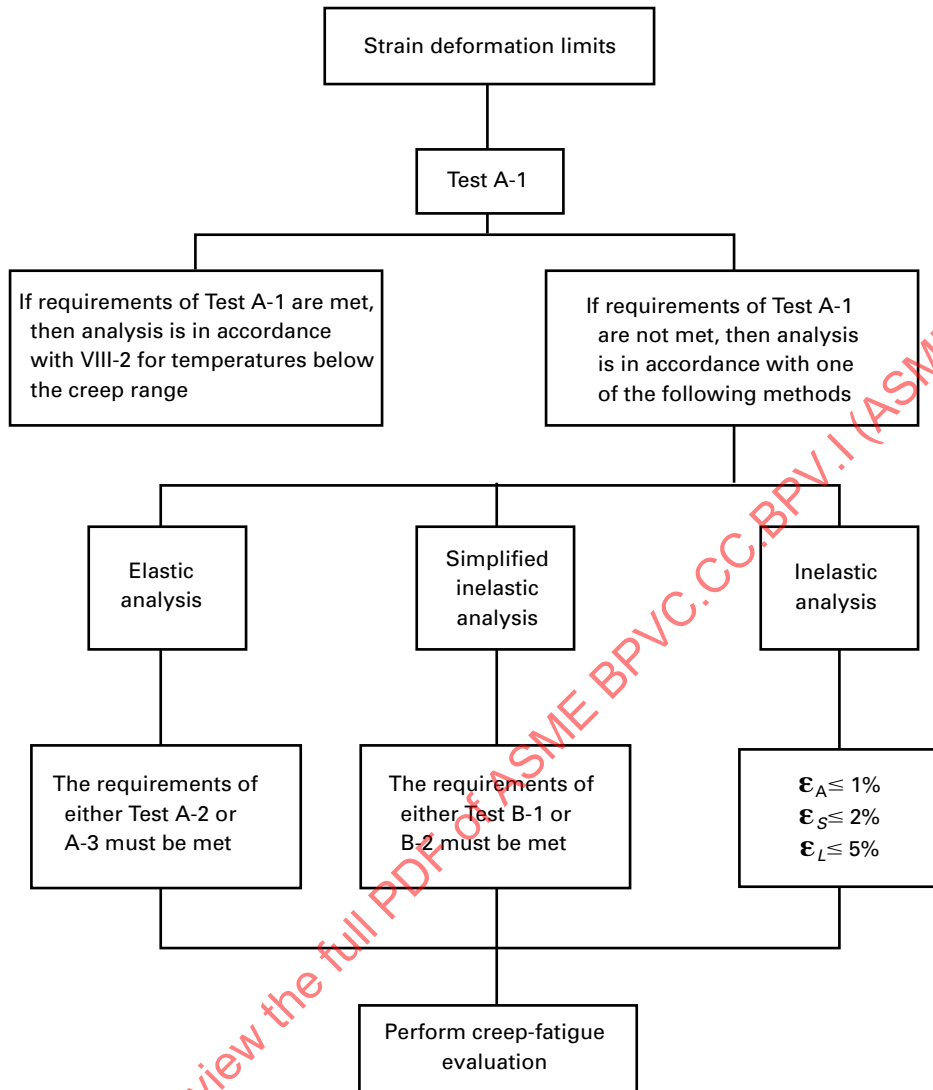 Strain deformation limits
Test A-1
If requirements of Test A-1 are met,
then analysis is in accordance
with VIII-2 for temperatures below
the creep range
If requirements of Test A-1
are not met, then analysis
is in accordance with one
of the following methods
Elastic
analysis
Simplified
inelastic
analysis
Inelastic
analysis
The requirements of
either Test A-2 or
A-3 must be met
The requirements of
either Test B-1 or
B-2 must be met
εA ≤ 1%
εS ≤ 2%
εL ≤ 5%
Perform creep-fatigue
evaluation
view the full PDF of ASME BPVC.CC.BPV.I (ASM